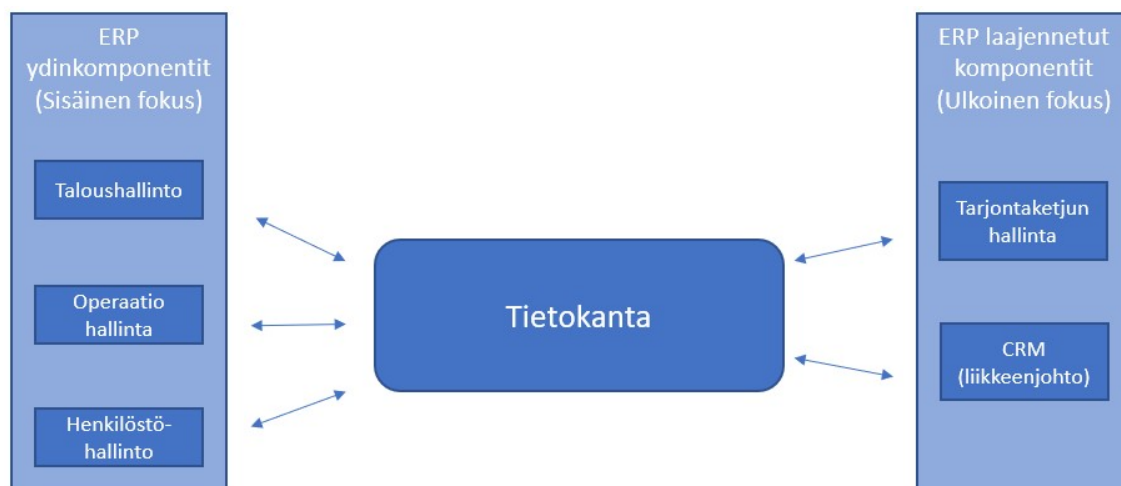 ERP
ydinkomponentit
(Sisäinen fokus)
Taloushallinto
Operaatio
hallinta
Henkilöstö-
hallinto
Tietokanta
ERP laajennetut
komponentit
(Ulkoinen fokus)
Tarjontaketjun
hallinta
CRM
(liikkeenjohto)